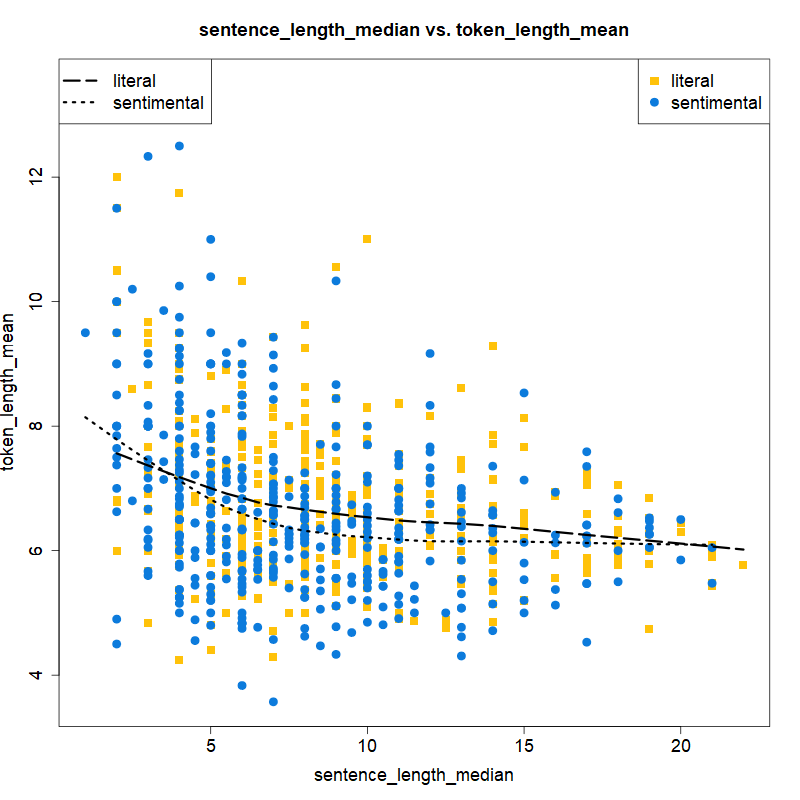 sentence_length_median vs. token_length_mean
literal
sentimental
literal
sentimental
token_length_mean
12
10
8
6
4
5
10
15
20
sentence_length_median